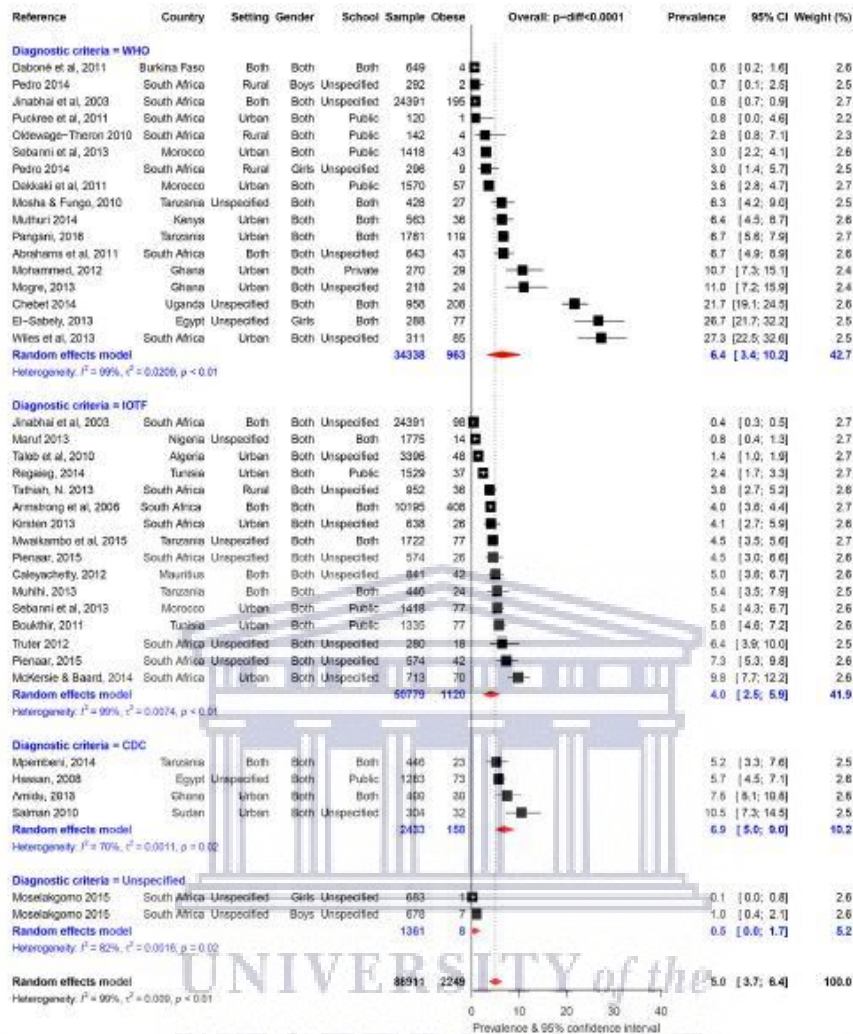 Reference Country Setting Gender School Sample Obese Overall: p-diff<0.0001 Prevalence 95% CI Weight (%)
Diagnostic criteria = WHO
Daboné et al, 2011 Burkina Faso Both Both Both 649 4 0.6 [0.2; 1.6] 2.6
Pedro 2014 South Africa Rural Boys Unspecified 292 2 0.7 [0.1; 2.5] 2.5
Jinabhai et al, 2003 South Africa Both Both Unspecified 24391 195 0.8 [0.7; 0.9] 2.7
Puckree et al, 2011 South Africa Urban Both Public 120 1 0.8 [0.0; 4.6] 2.2
Oldewage-Theron 2010 South Africa Rural Both Public 142 4 2.8 [0.8; 7.1] 2.3
Sebanni et al, 2013 Morocco Urban Both Public 1418 43 3.0 [2.2; 4.1] 2.6
Pedro 2014 South Africa Rural Girls Unspecified 296 9 3.0 [1.4; 5.7] 2.5
Dekkaki et al, 2011 Morocco Urban Both Public 1570 57 3.6 [2.8; 4.7] 2.7
Mosha & Fungo, 2010 Tanzania Unspecified Both Both 428 27 6.3 [4.2; 9.0] 2.5
Muthuri 2014 Kenya Urban Both Both 563 36 6.4 [4.5; 8.7] 2.6
Pangani, 2016 Tanzania Urban Both Both 1781 119 6.7 [5.6; 7.9] 2.7
Abrahams et al, 2011 South Africa Both Both Unspecified 643 43 6.7 [4.9; 8.9] 2.6
Mohammed, 2012 Ghana Urban Both Private 270 29 10.7 [7.3; 15.1] 2.4
Mogre, 2013 Ghana Urban Both Unspecified 218 24 11.0 [7.2; 15.9] 2.4
Chebet 2014 Uganda Unspecified Both Both 958 208 21.7 [19.1; 24.5] 2.6
El-Sabely, 2013 Egypt Unspecified Girls Both 288 77 26.7 [21.7; 32.2] 2.5
Wiles et al, 2013 South Africa Urban Both Unspecified 311 85 27.3 [22.5; 32.6] 2.5
Random effects model 34338 963 6.4 [3.4; 10.2] 42.7
Heterogeneity: I² = 99%, τ² = 0.0209, p < 0.01
Diagnostic criteria = IOTF
Jinabhai et al, 2003 South Africa Both Both Unspecified 24391 98 0.4 [0.3; 0.5] 2.7
Maruf 2013 Nigeria Unspecified Both Both 1775 14 0.8 [0.4; 1.3] 2.7
Taleb et al, 2010 Algeria Urban Both Unspecified 3396 48 1.4 [1.0; 1.9] 2.7
Regaieg, 2014 Tunisia Urban Both Public 1529 37 2.4 [1.7; 3.3] 2.7
Tathiah, N. 2013 South Africa Rural Both Unspecified 952 36 3.8 [2.7; 5.2] 2.6
Armstrong et al, 2006 South Africa Both Both Both 10195 408 4.0 [3.6; 4.4] 2.7
Kirsten 2013 South Africa Urban Both Unspecified 638 26 4.1 [2.7; 5.9] 2.6
Mwaikambo et al, 2015 Tanzania Unspecified Both Both 1722 77 4.5 [3.5; 5.6] 2.7
Pienaar, 2015 South Africa Unspecified Both Unspecified 574 26 4.5 [3.0; 6.6] 2.6
Caleyachetty, 2012 Mauritius Both Both Unspecified 841 42 5.0 [3.6; 6.7] 2.6
Muhihi, 2013 Tanzania Both Both Both 446 24 5.4 [3.5; 7.9] 2.5
Sebanni et al, 2013 Morocco Urban Both Public 1418 77 5.4 [4.3; 6.7] 2.6
Boukthir, 2011 Tunisia Urban Both Public 1335 77 5.8 [4.6; 7.2] 2.6
Truter 2012 South Africa Unspecified Both Unspecified 280 18 6.4 [3.9; 10.0] 2.5
Pienaar, 2015 South Africa Unspecified Both Unspecified 574 42 7.3 [5.3; 9.8] 2.6
McKersie & Baard, 2014 South Africa Urban Both Unspecified 713 70 9.8 [7.7; 12.2] 2.6
Random effects model 50779 1120 4.0 [2.5; 5.9] 41.9
Heterogeneity: I² = 99%, τ² = 0.0074, p < 0.01
Diagnostic criteria = CDC
Mpembeni, 2014 Tanzania Both Both Both 446 23 5.2 [3.3; 7.6] 2.5
Hassan, 2008 Egypt Unspecified Both Public 1283 73 5.7 [4.5; 7.1] 2.6
Amidu, 2013 Ghana Urban Both Both 400 30 7.5 [5.1; 10.5] 2.5
Salman 2010 Sudan Urban Both Unspecified 304 32 10.5 [7.3; 14.5] 2.5
Random effects model 2433 158 6.9 [5.0; 9.0] 10.2
Heterogeneity: I² = 70%, τ² = 0.0011, p = 0.02
Diagnostic criteria = Unspecified
Moselakgomo 2015 South Africa Unspecified Girls Unspecified 683 1 0.1 [0.0; 0.8] 2.6
Moselakgomo 2015 South Africa Unspecified Boys Unspecified 678 7 1.0 [0.4; 2.1] 2.6
Random effects model 1361 8 0.5 [0.0; 1.7] 5.2
Heterogeneity: I² = 82%, τ² = 0.0016, p = 0.02
Random effects model 88911 2249 5.0 [3.7; 6.4] 100.0
Heterogeneity: I² = 99%, τ² = 0.009, p < 0.01
UNIVERSITY of the
0 10 20 30 40
Prevalence & 95% confidence interval